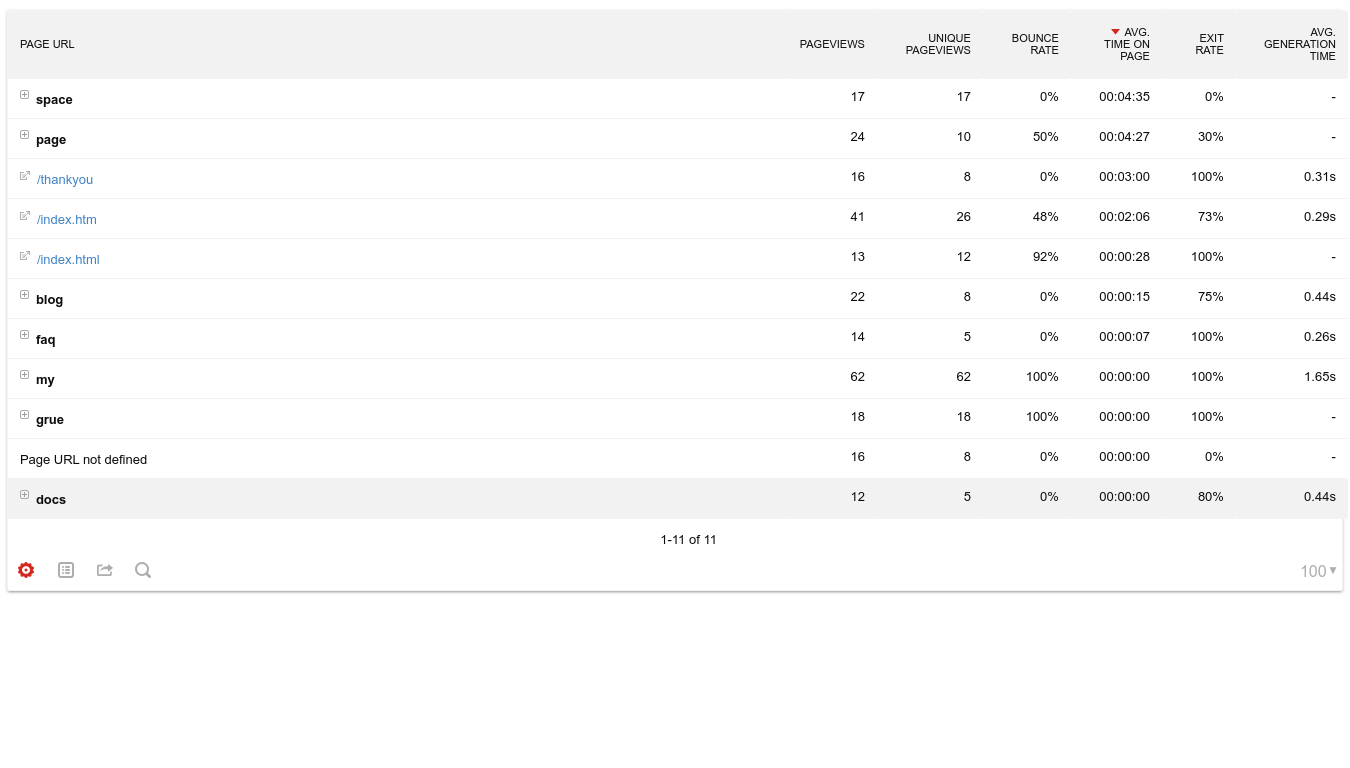 PAGE URL PAGEVIEWS UNIQUE PAGEVIEWS BOUNCE RATE AVG. TIME ON PAGE EXIT RATE AVG. GENERATION TIME
space 17 17 0% 00:04:35 0% -
page 24 10 50% 00:04:27 30% -
/thankyou 16 8 0% 00:03:00 100% 0.31s
/index.htm 41 26 48% 00:02:06 73% 0.29s
/index.html 13 12 92% 00:00:28 100% -
blog 22 8 0% 00:00:15 75% 0.44s
faq 14 5 0% 00:00:07 100% 0.26s
my 62 62 100% 00:00:00 100% 1.65s
grue 18 18 100% 00:00:00 100% -
Page URL not defined 16 8 0% 00:00:00 0% -
docs 12 5 0% 00:00:00 80% 0.44s
1-11 of 11
100